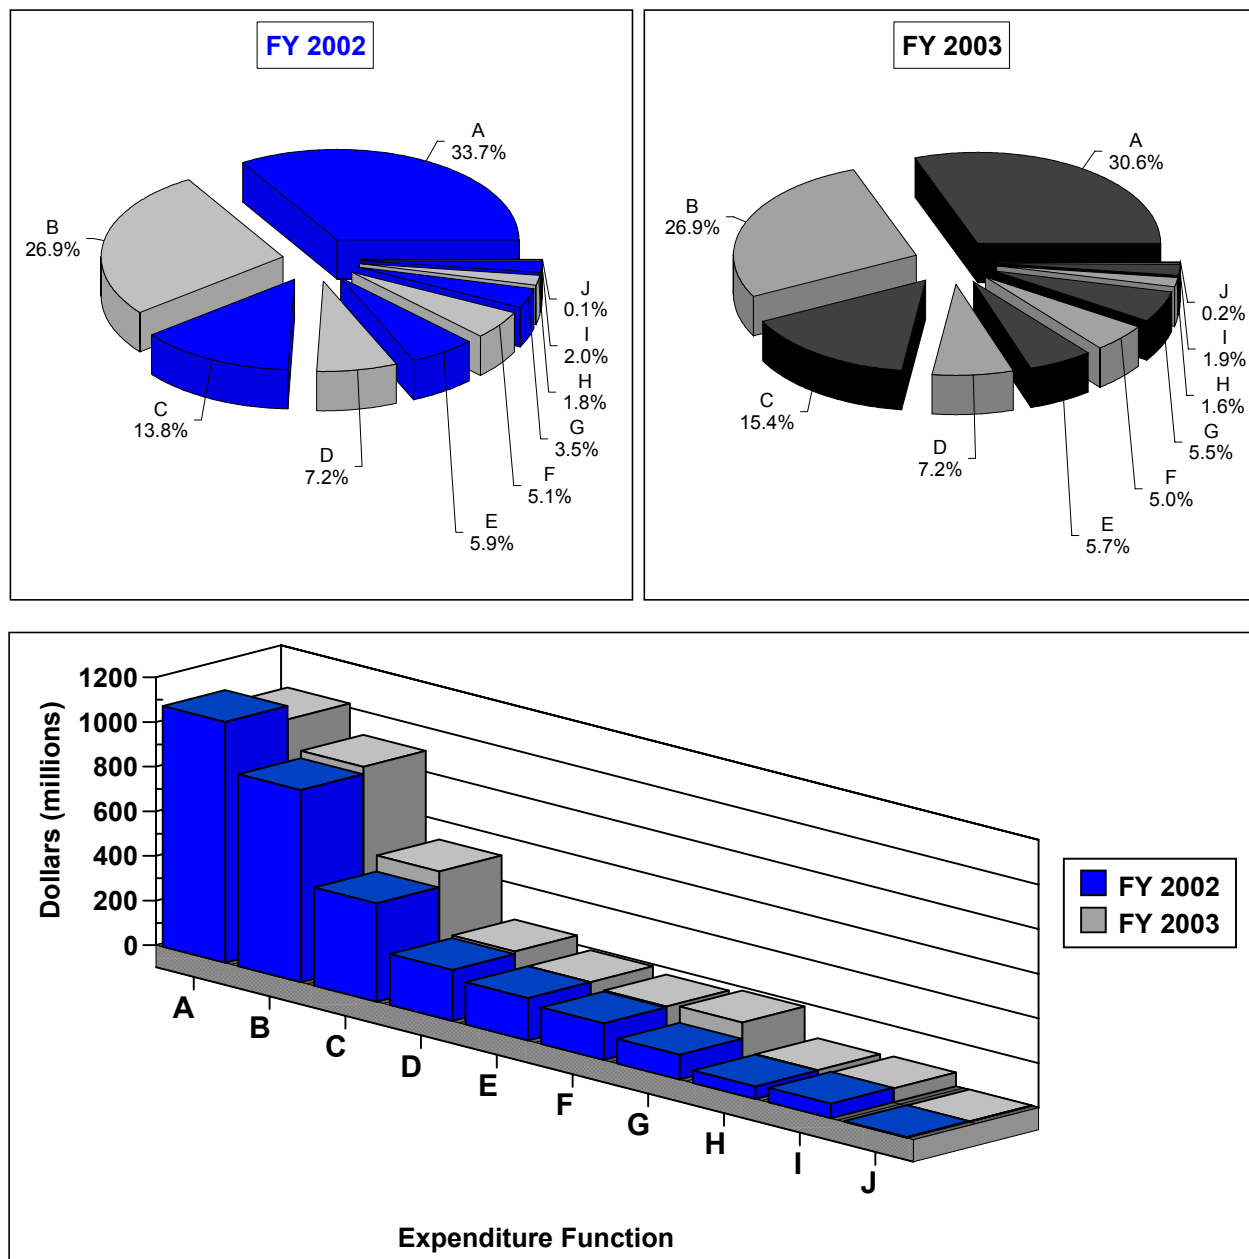 FY 2002
A
33.7%
B
26.9%
C
13.8%
D
7.2%
E
5.9%
F
5.1%
G
3.5%
H
1.8%
I
2.0%
J
0.1%
FY 2003
A
30.6%
B
26.9%
C
15.4%
D
7.2%
E
5.7%
F
5.0%
G
5.5%
H
1.6%
I
1.9%
J
0.2%
Dollars (millions)
1200
1000
800
600
400
200
0
A
B
C
D
E
F
G
H
I
J
Expenditure Function
FY 2002
FY 2003